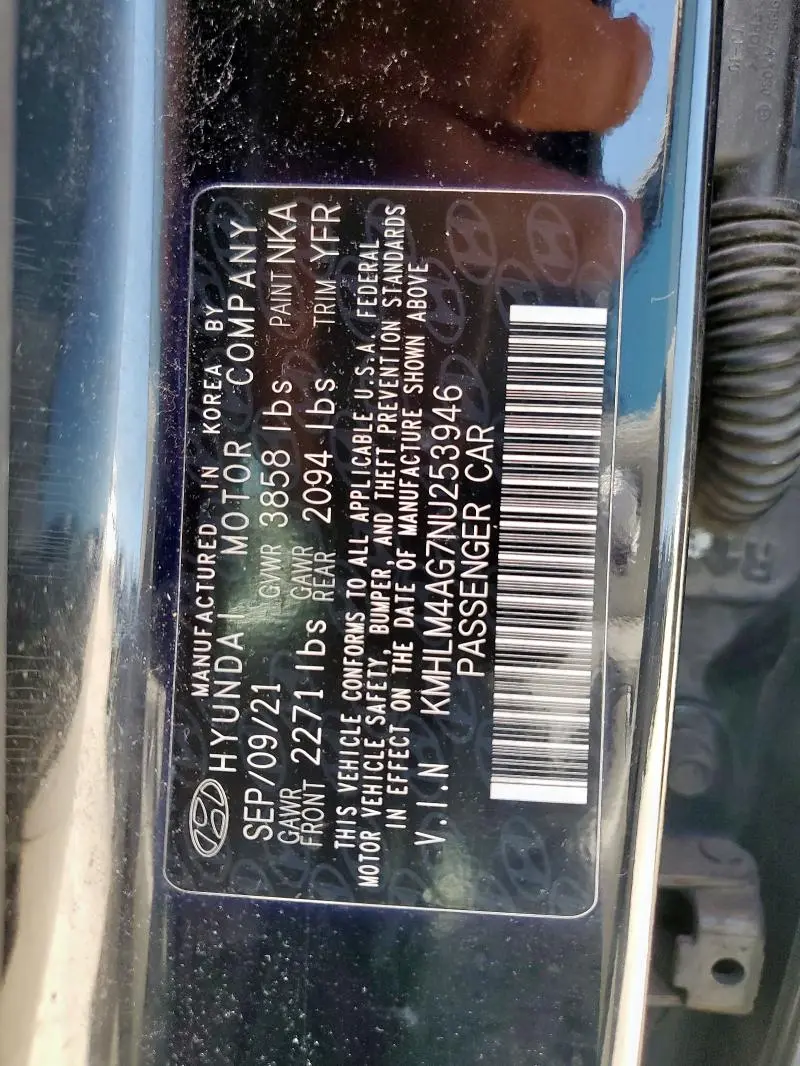 MANUFACTURED IN KOREA BY
HYUNDAI MOTOR COMPANY
SEP/09/21 GVWR 3858 lbs PAINT NKA
GAWR FRONT 2271 lbs GAWR REAR 2094 lbs TRIM YFR
THIS VEHICLE CONFORMS TO ALL APPLICABLE U.S.A. FEDERAL
MOTOR VEHICLE SAFETY, BUMPER, AND THEFT PREVENTION STANDARDS
IN EFFECT ON THE DATE OF MANUFACTURE SHOWN ABOVE
V.I.N KMHLM4AG7NU253946
PASSENGER CAR